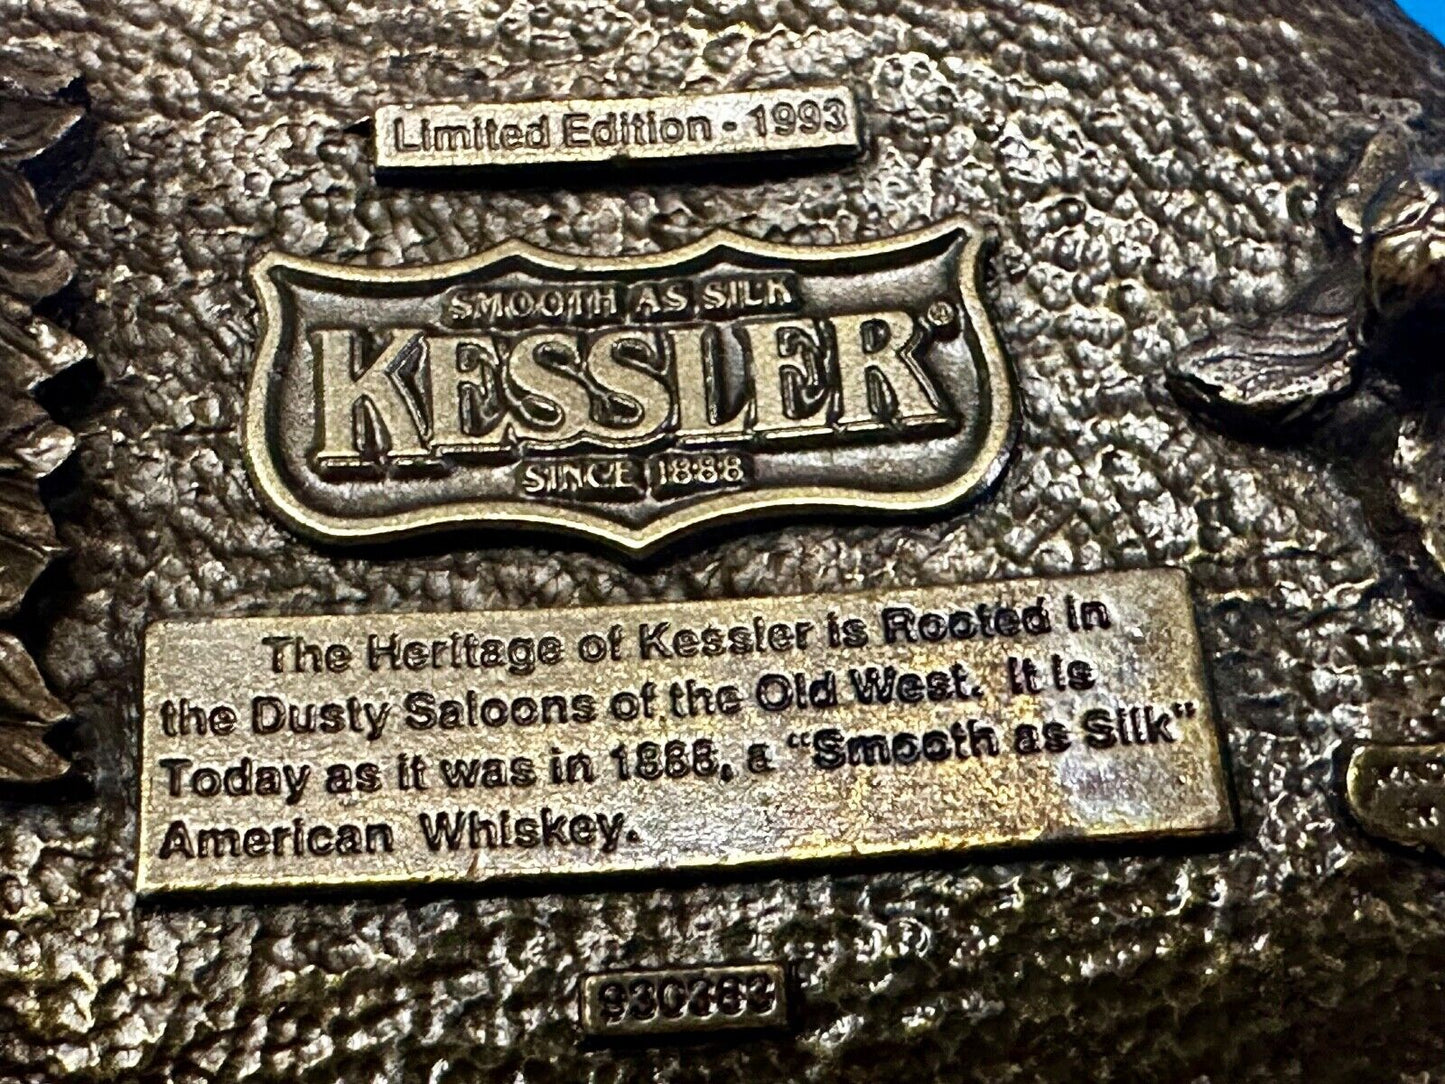 Limited Edition - 1993
SMOOTH AS SILK
KESSLER®
SINCE 1888
The Heritage of Kessler is Rooted in
the Dusty Saloons of the Old West. It is
Today as it was in 1888, a “Smooth as Silk”
American Whiskey.
930383